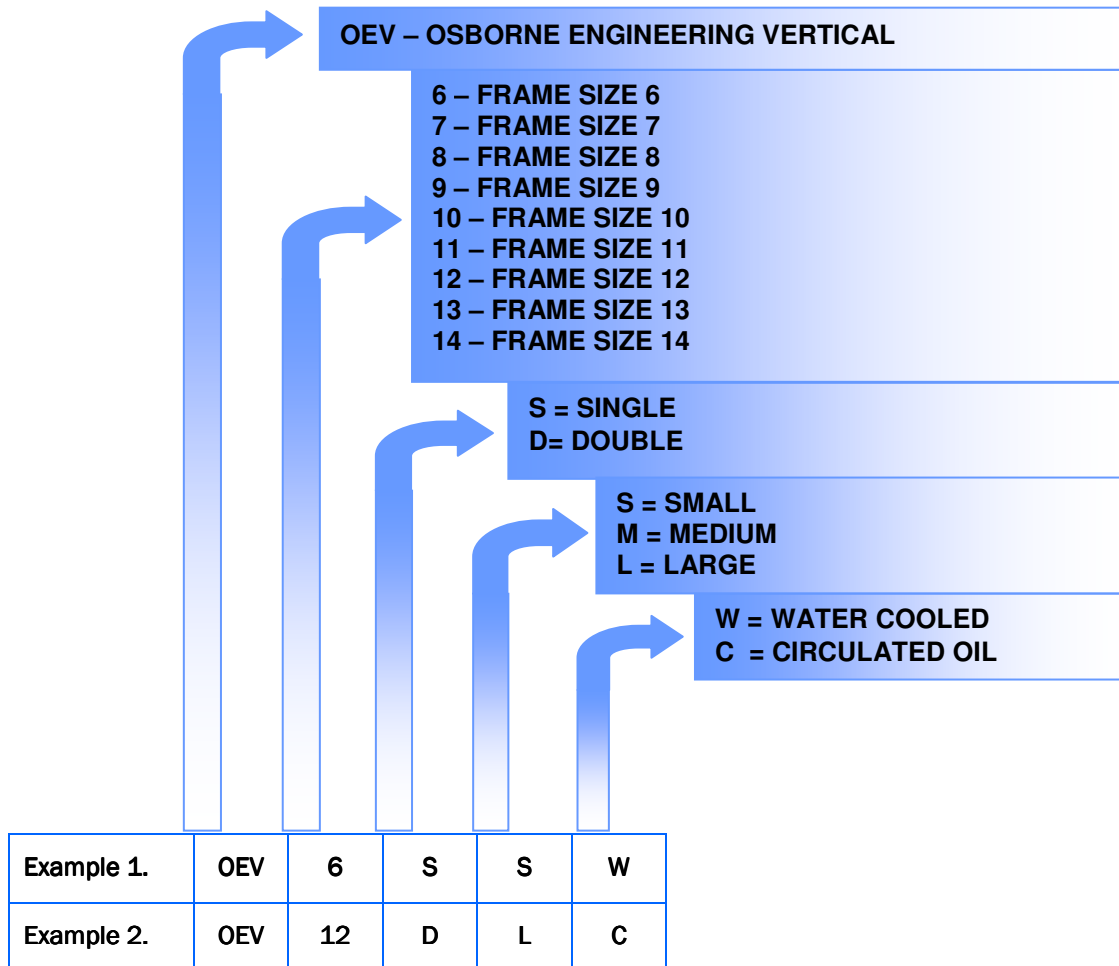 OEV – OSBORNE ENGINEERING VERTICAL
6 – FRAME SIZE 6
7 – FRAME SIZE 7
8 – FRAME SIZE 8
9 – FRAME SIZE 9
10 – FRAME SIZE 10
11 – FRAME SIZE 11
12 – FRAME SIZE 12
13 – FRAME SIZE 13
14 – FRAME SIZE 14
S = SINGLE
D= DOUBLE
S = SMALL
M = MEDIUM
L = LARGE
W = WATER COOLED
C = CIRCULATED OIL
Example 1. OEV 6 S S W
Example 2. OEV 12 D L C